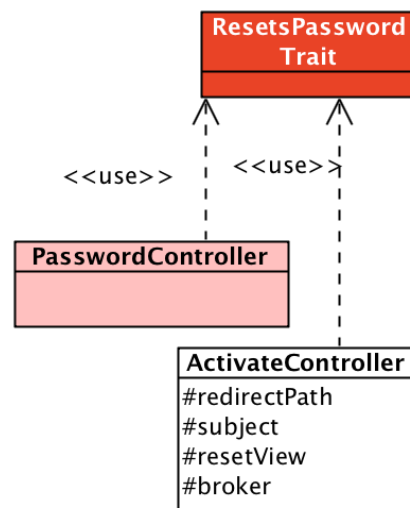 ResetsPassword
Trait
<<use>>
<<use>>
PasswordController
ActivateController
#redirectPath
#subject
#resetView
#broker